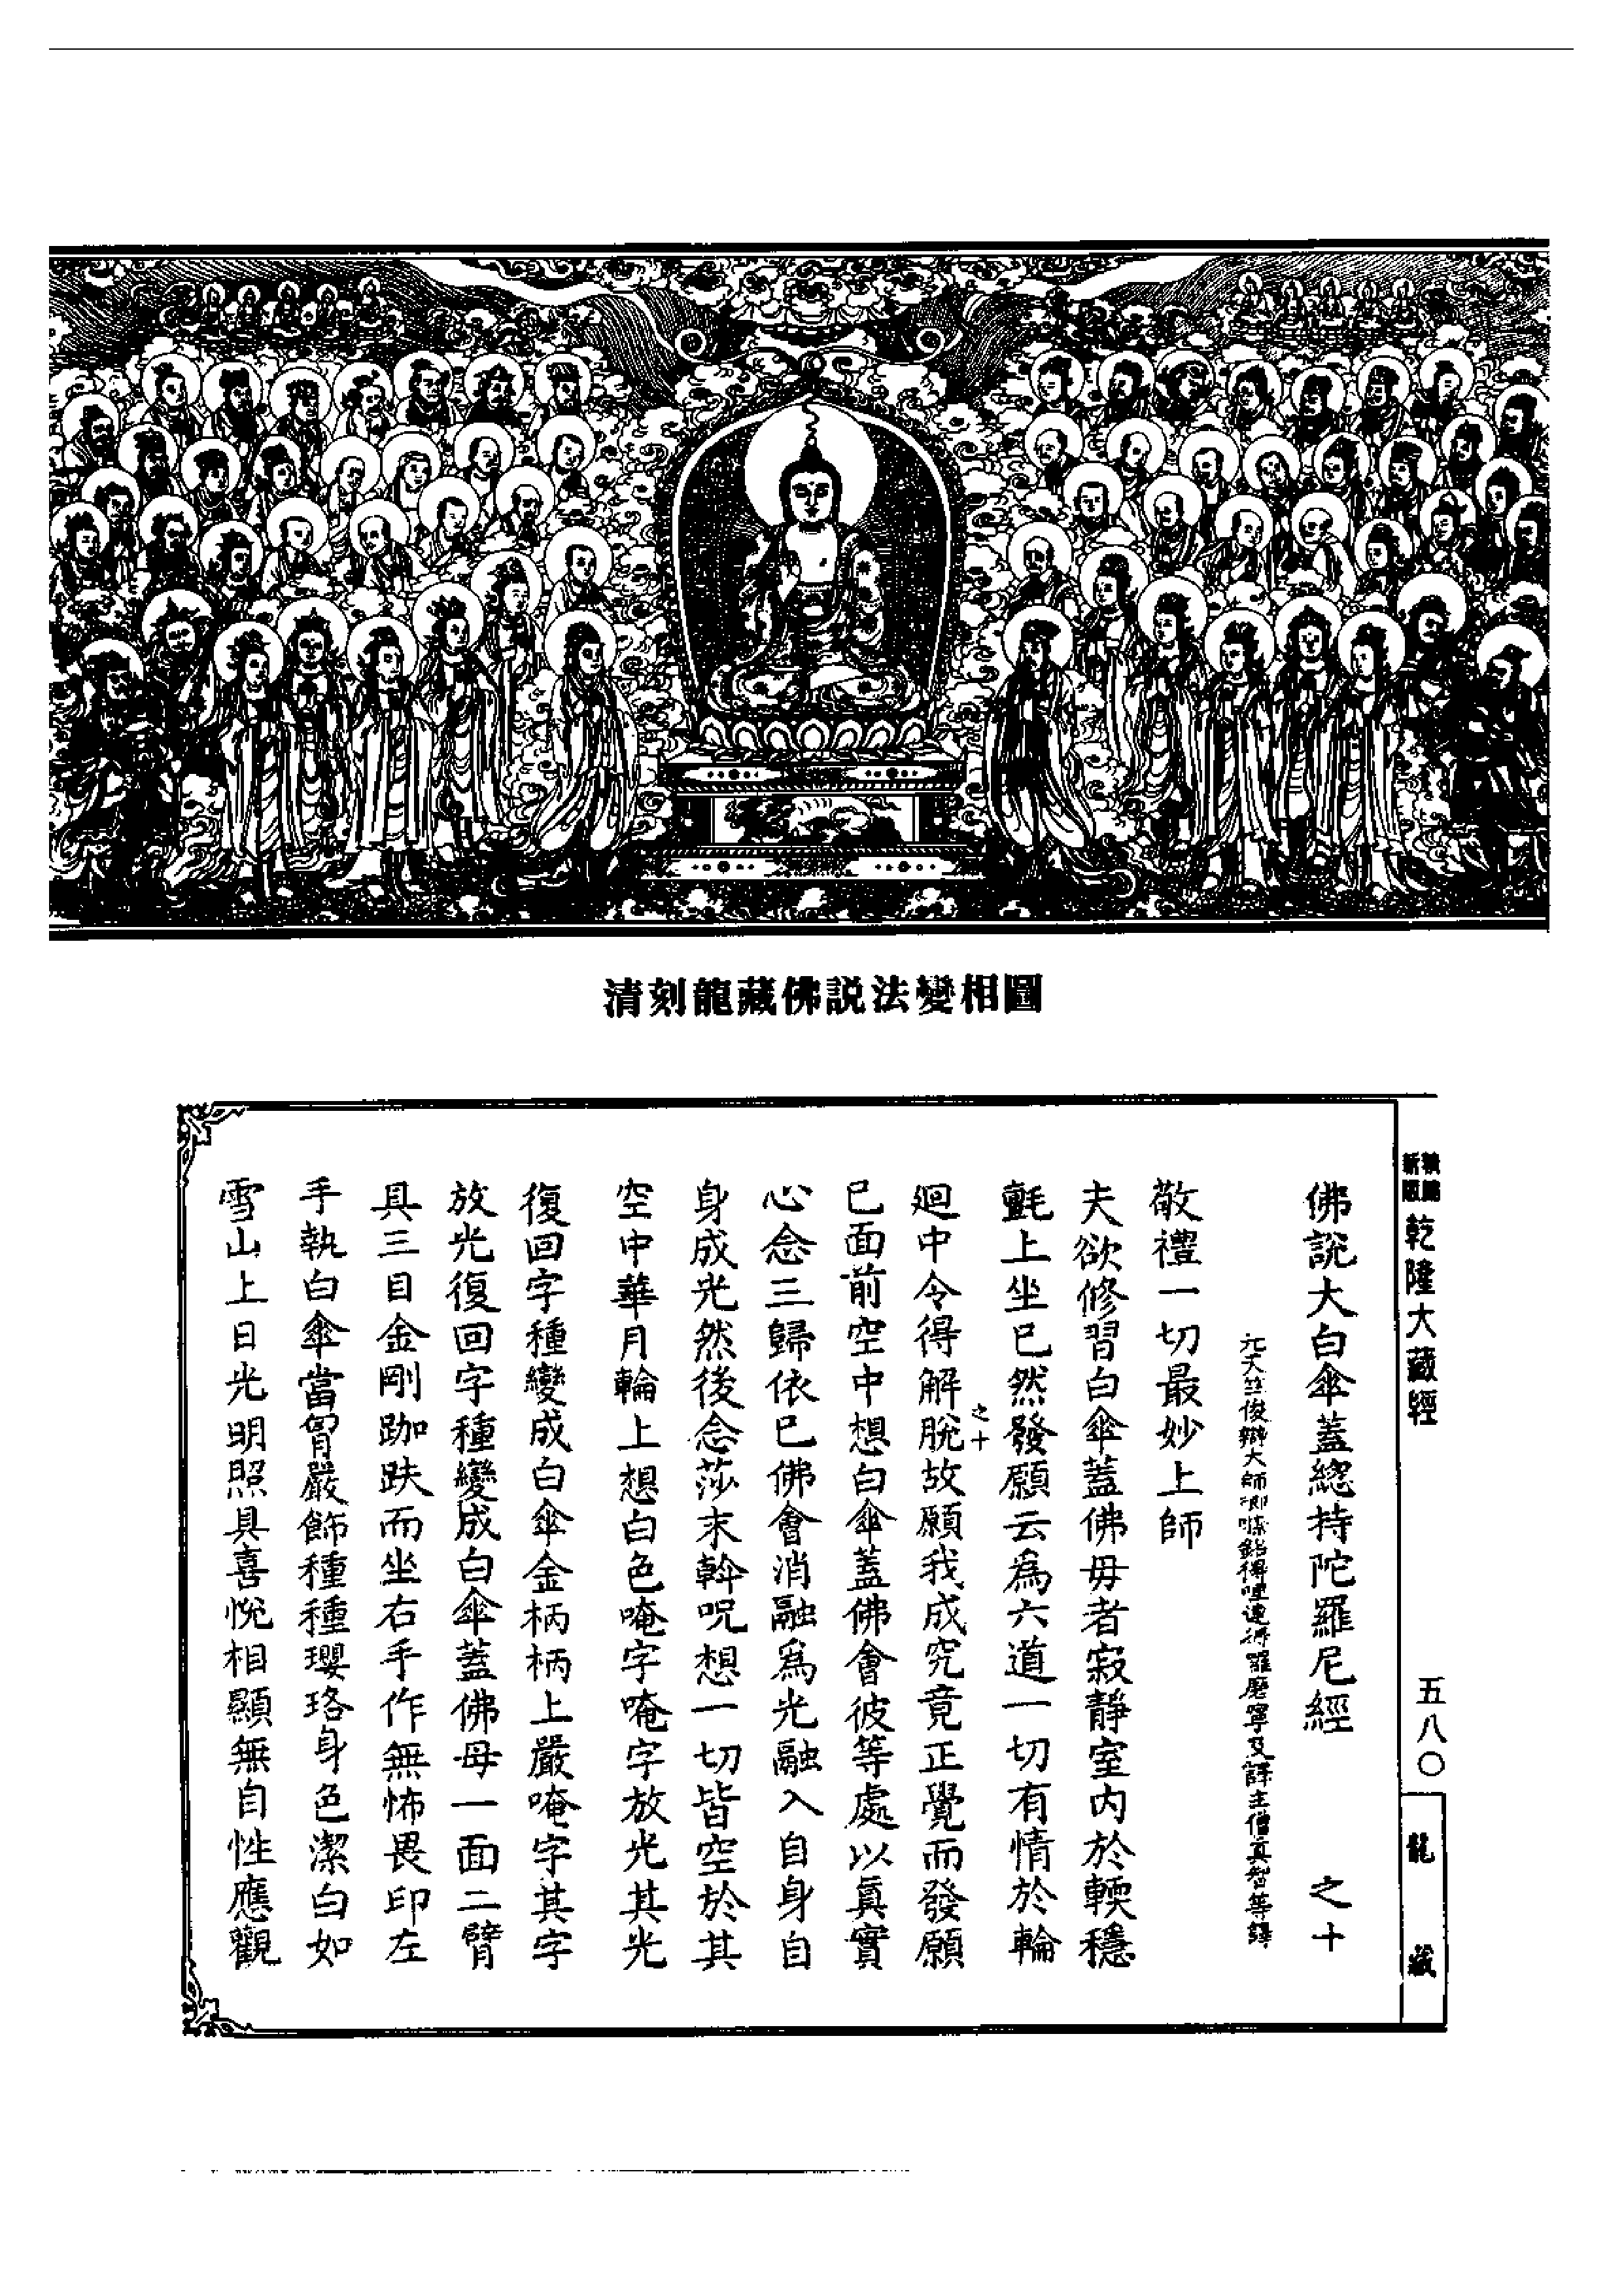 清刻龍藏佛説法變相圖
新版
乾隆大藏經
五八〇
龍藏
佛說大白傘蓋總持陀羅尼經 之十
元天竺俊辯大師唧㗚銘得哩連得囉磨寧及譯主僧真智等譯
敬禮一切最妙上師
夫欲修習白傘蓋佛母者寂靜室内於輭穩
氈上坐已然發願云為六道一切有情於輪
廻中令得解脫故願我成究竟正覺而發願
之十
已面前空中想白傘蓋佛會彼等處以真實
心念三歸依已佛會消融為光融入自身自
身成光然後念莎末斡呪想一切皆空於其
空中華月輪上想白色唵字唵字放光其光
復回字種變成白傘金柄柄上嚴唵字其字
放光復回字種變成白傘蓋佛母一面二臂
具三目金剛跏趺而坐右手作無怖畏印左
手執白傘當胷嚴飾種種瓔珞身色潔白如
雪山上日光明照具喜悅相顯無自性應觀